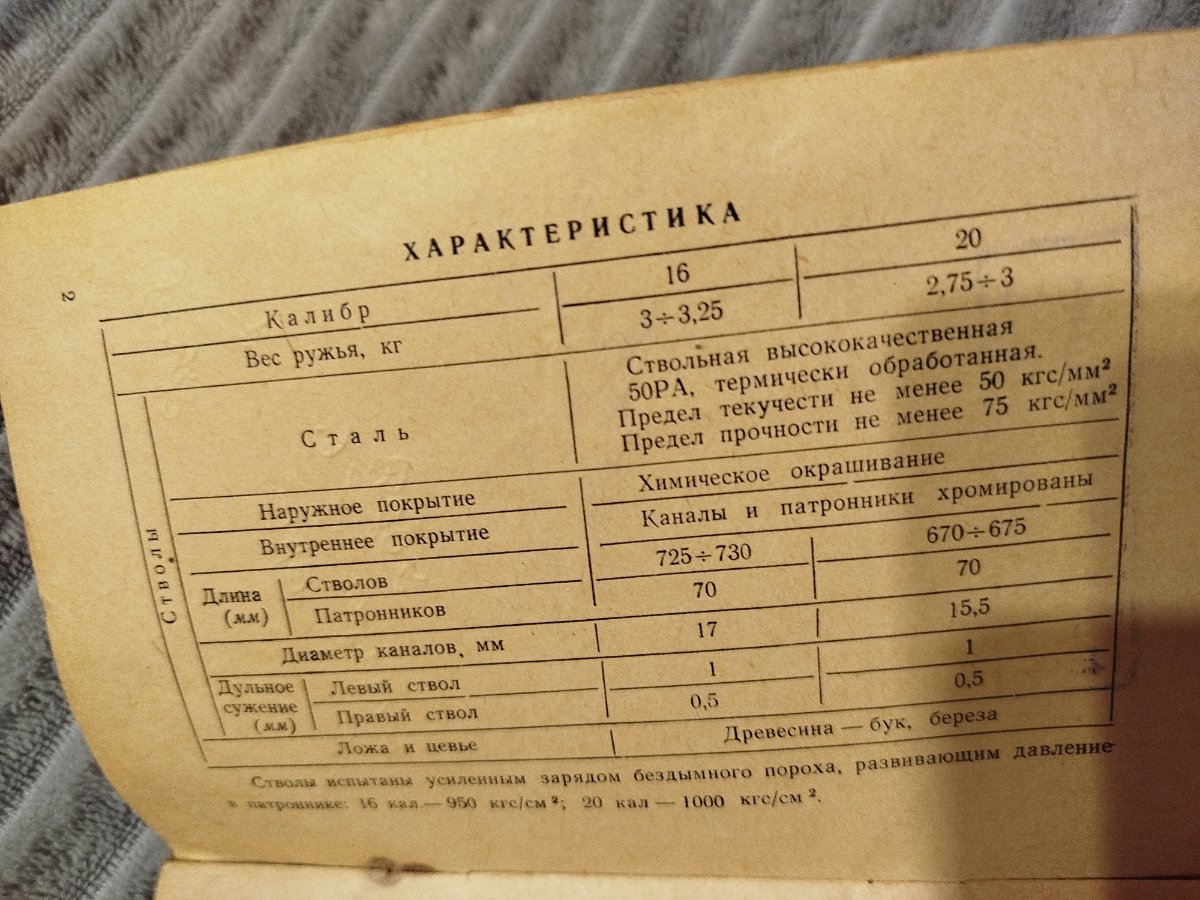 2
ХАРАКТЕРИСТИКА
Калибр 16 20
Вес ружья, кг 3÷3,25 2,75÷3
Стволы
Сталь
Ствольная высококачественная
50РА, термически обработанная.
Предел текучести не менее 50 кгс/мм²
Предел прочности не менее 75 кгс/мм²
Наружное покрытие Химическое окрашивание
Внутреннее покрытие Каналы и патронники хромированы
Длина (мм)
Стволов 725÷730 670÷675
Патронников 70 70
Диаметр каналов, мм 17 15,5
Дульное сужение (мм)
Левый ствол 1 1
Правый ствол 0,5 0,5
Ложа и цевье Древесина — бук, береза
Стволы испытаны усиленным зарядом бездымного пороха, развивающим давление
в патроннике: 16 кал.— 950 кгс/см²; 20 кал — 1000 кгс/см².